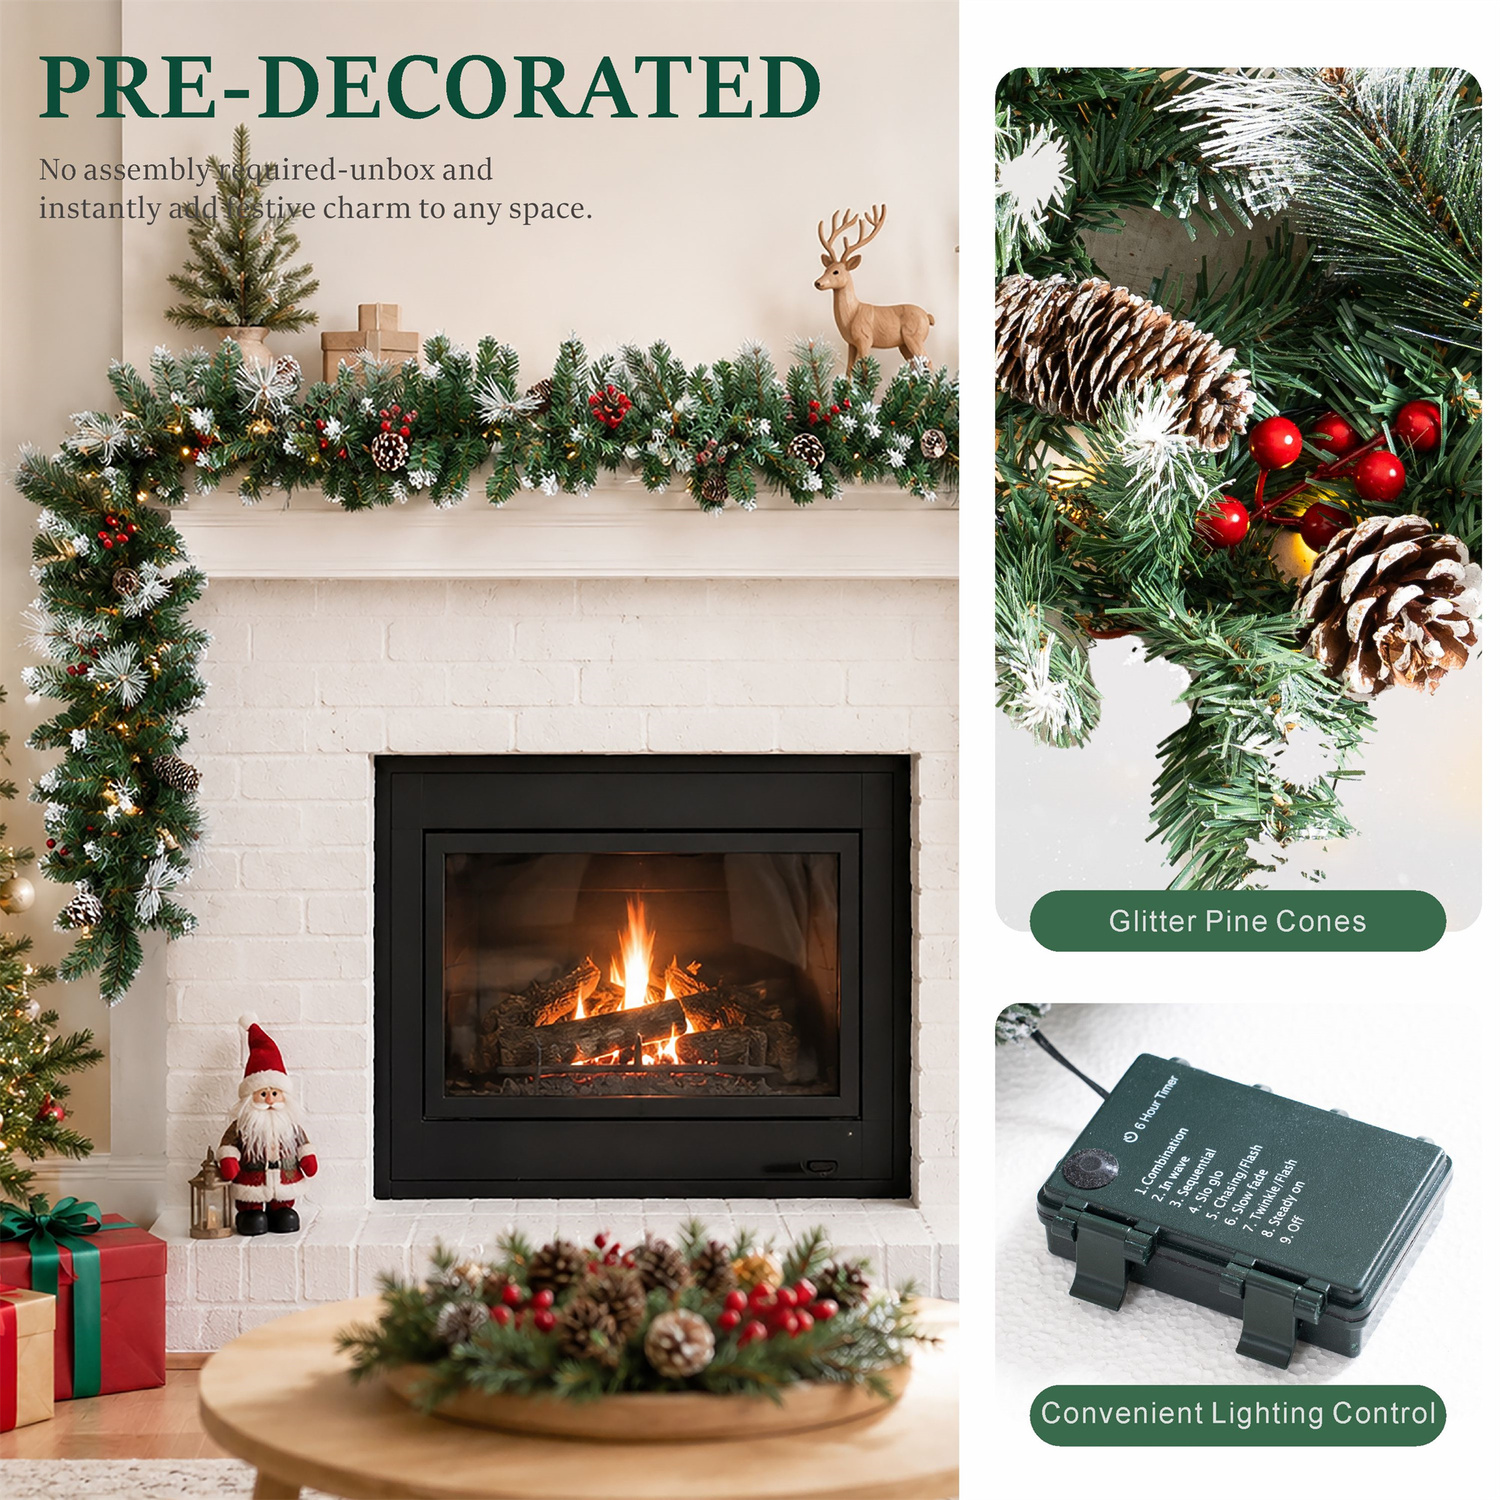 PRE-DECORATED
No assembly required-unbox and
instantly add festive charm to any space.
Glitter Pine Cones
6 Hour Timer
1.Combination
2. In wave
3. Sequential
4. Slo glo
5. Chasing/Flash
6. Slow fade
7. Twinkle/Flash
8. Steady on
9. Off
Convenient Lighting Control